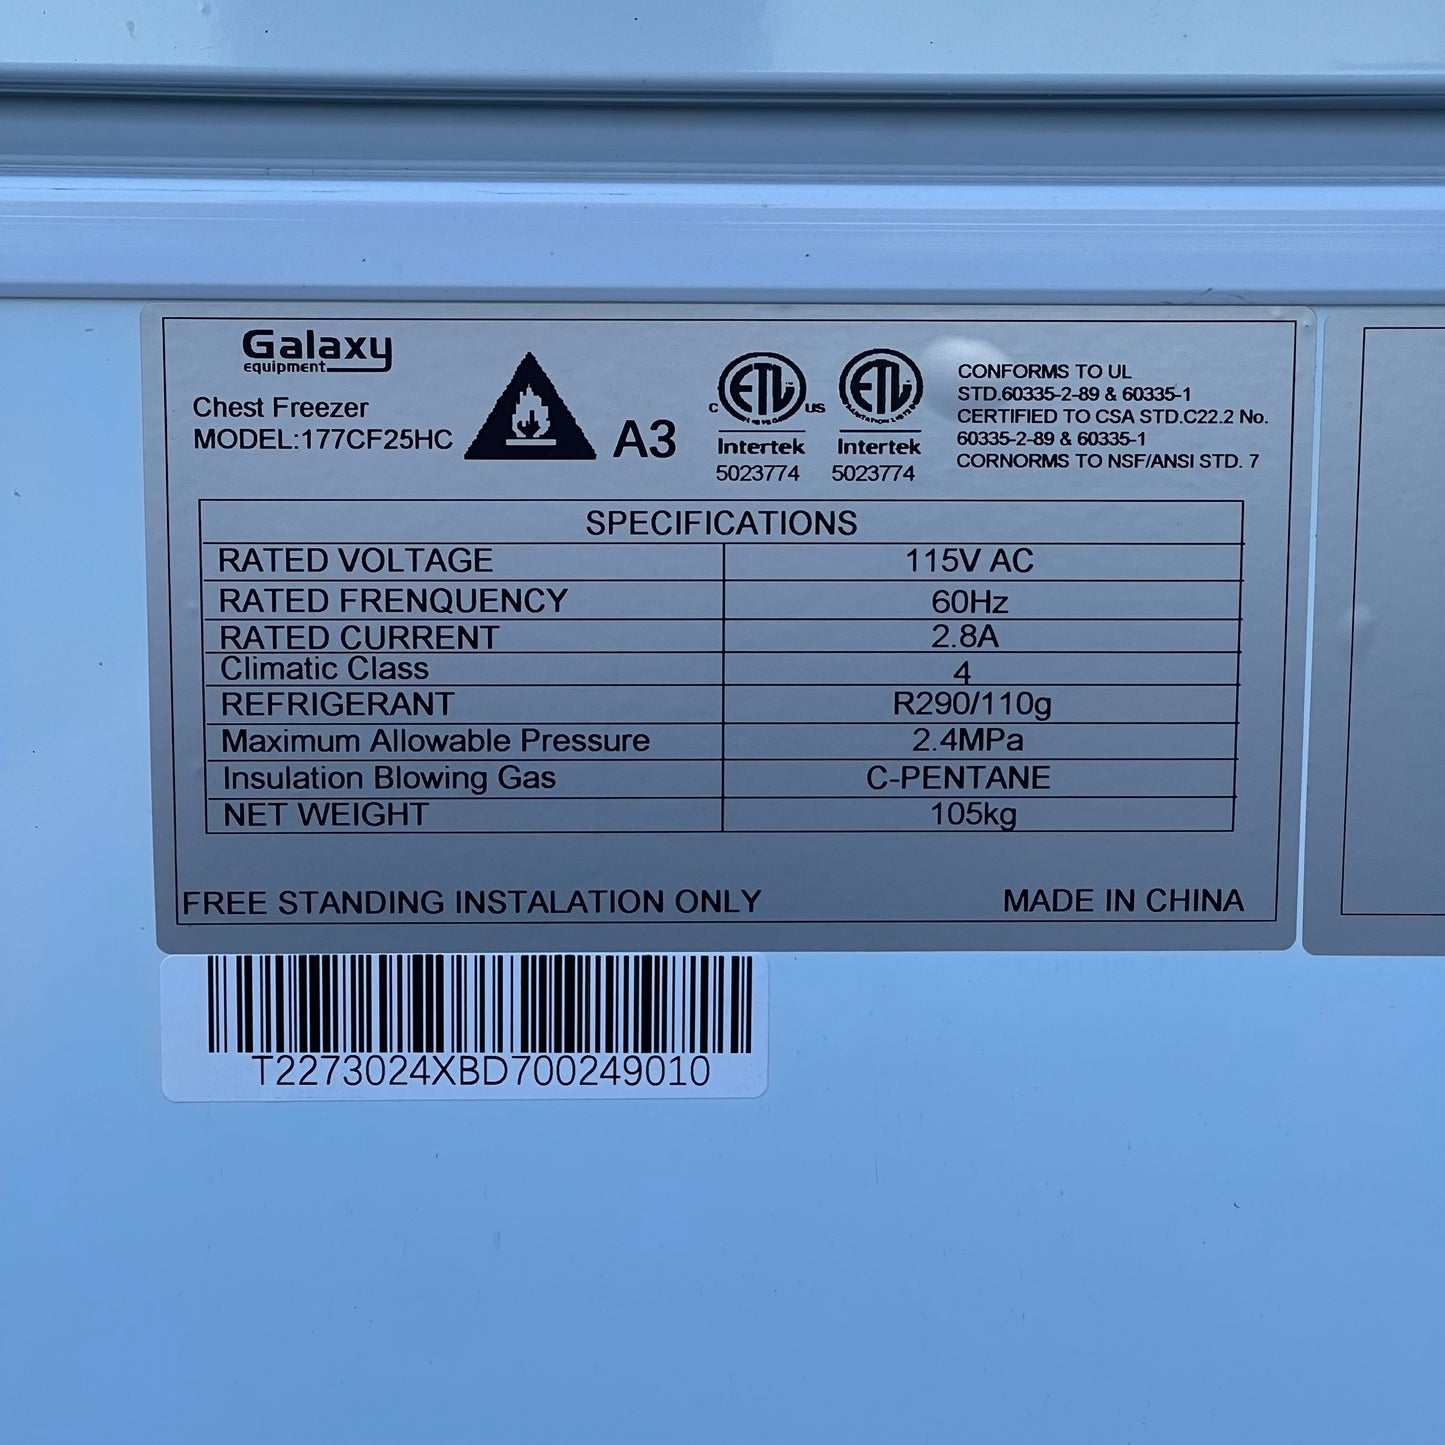 Galaxy
equipment
Chest Freezer
MODEL:177CF25HC
A3
C ETL US
Intertek
5023774
ETL
Intertek
5023774
CONFORMS TO UL
STD.60335-2-89 & 60335-1
CERTIFIED TO CSA STD.C22.2 No.
60335-2-89 & 60335-1
CORNORMS TO NSF/ANSI STD. 7
SPECIFICATIONS
RATED VOLTAGE 115V AC
RATED FRENQUENCY 60Hz
RATED CURRENT 2.8A
Climatic Class 4
REFRIGERANT R290/110g
Maximum Allowable Pressure 2.4MPa
Insulation Blowing Gas C-PENTANE
NET WEIGHT 105kg
FREE STANDING INSTALATION ONLY MADE IN CHINA
T2273024XBD700249010